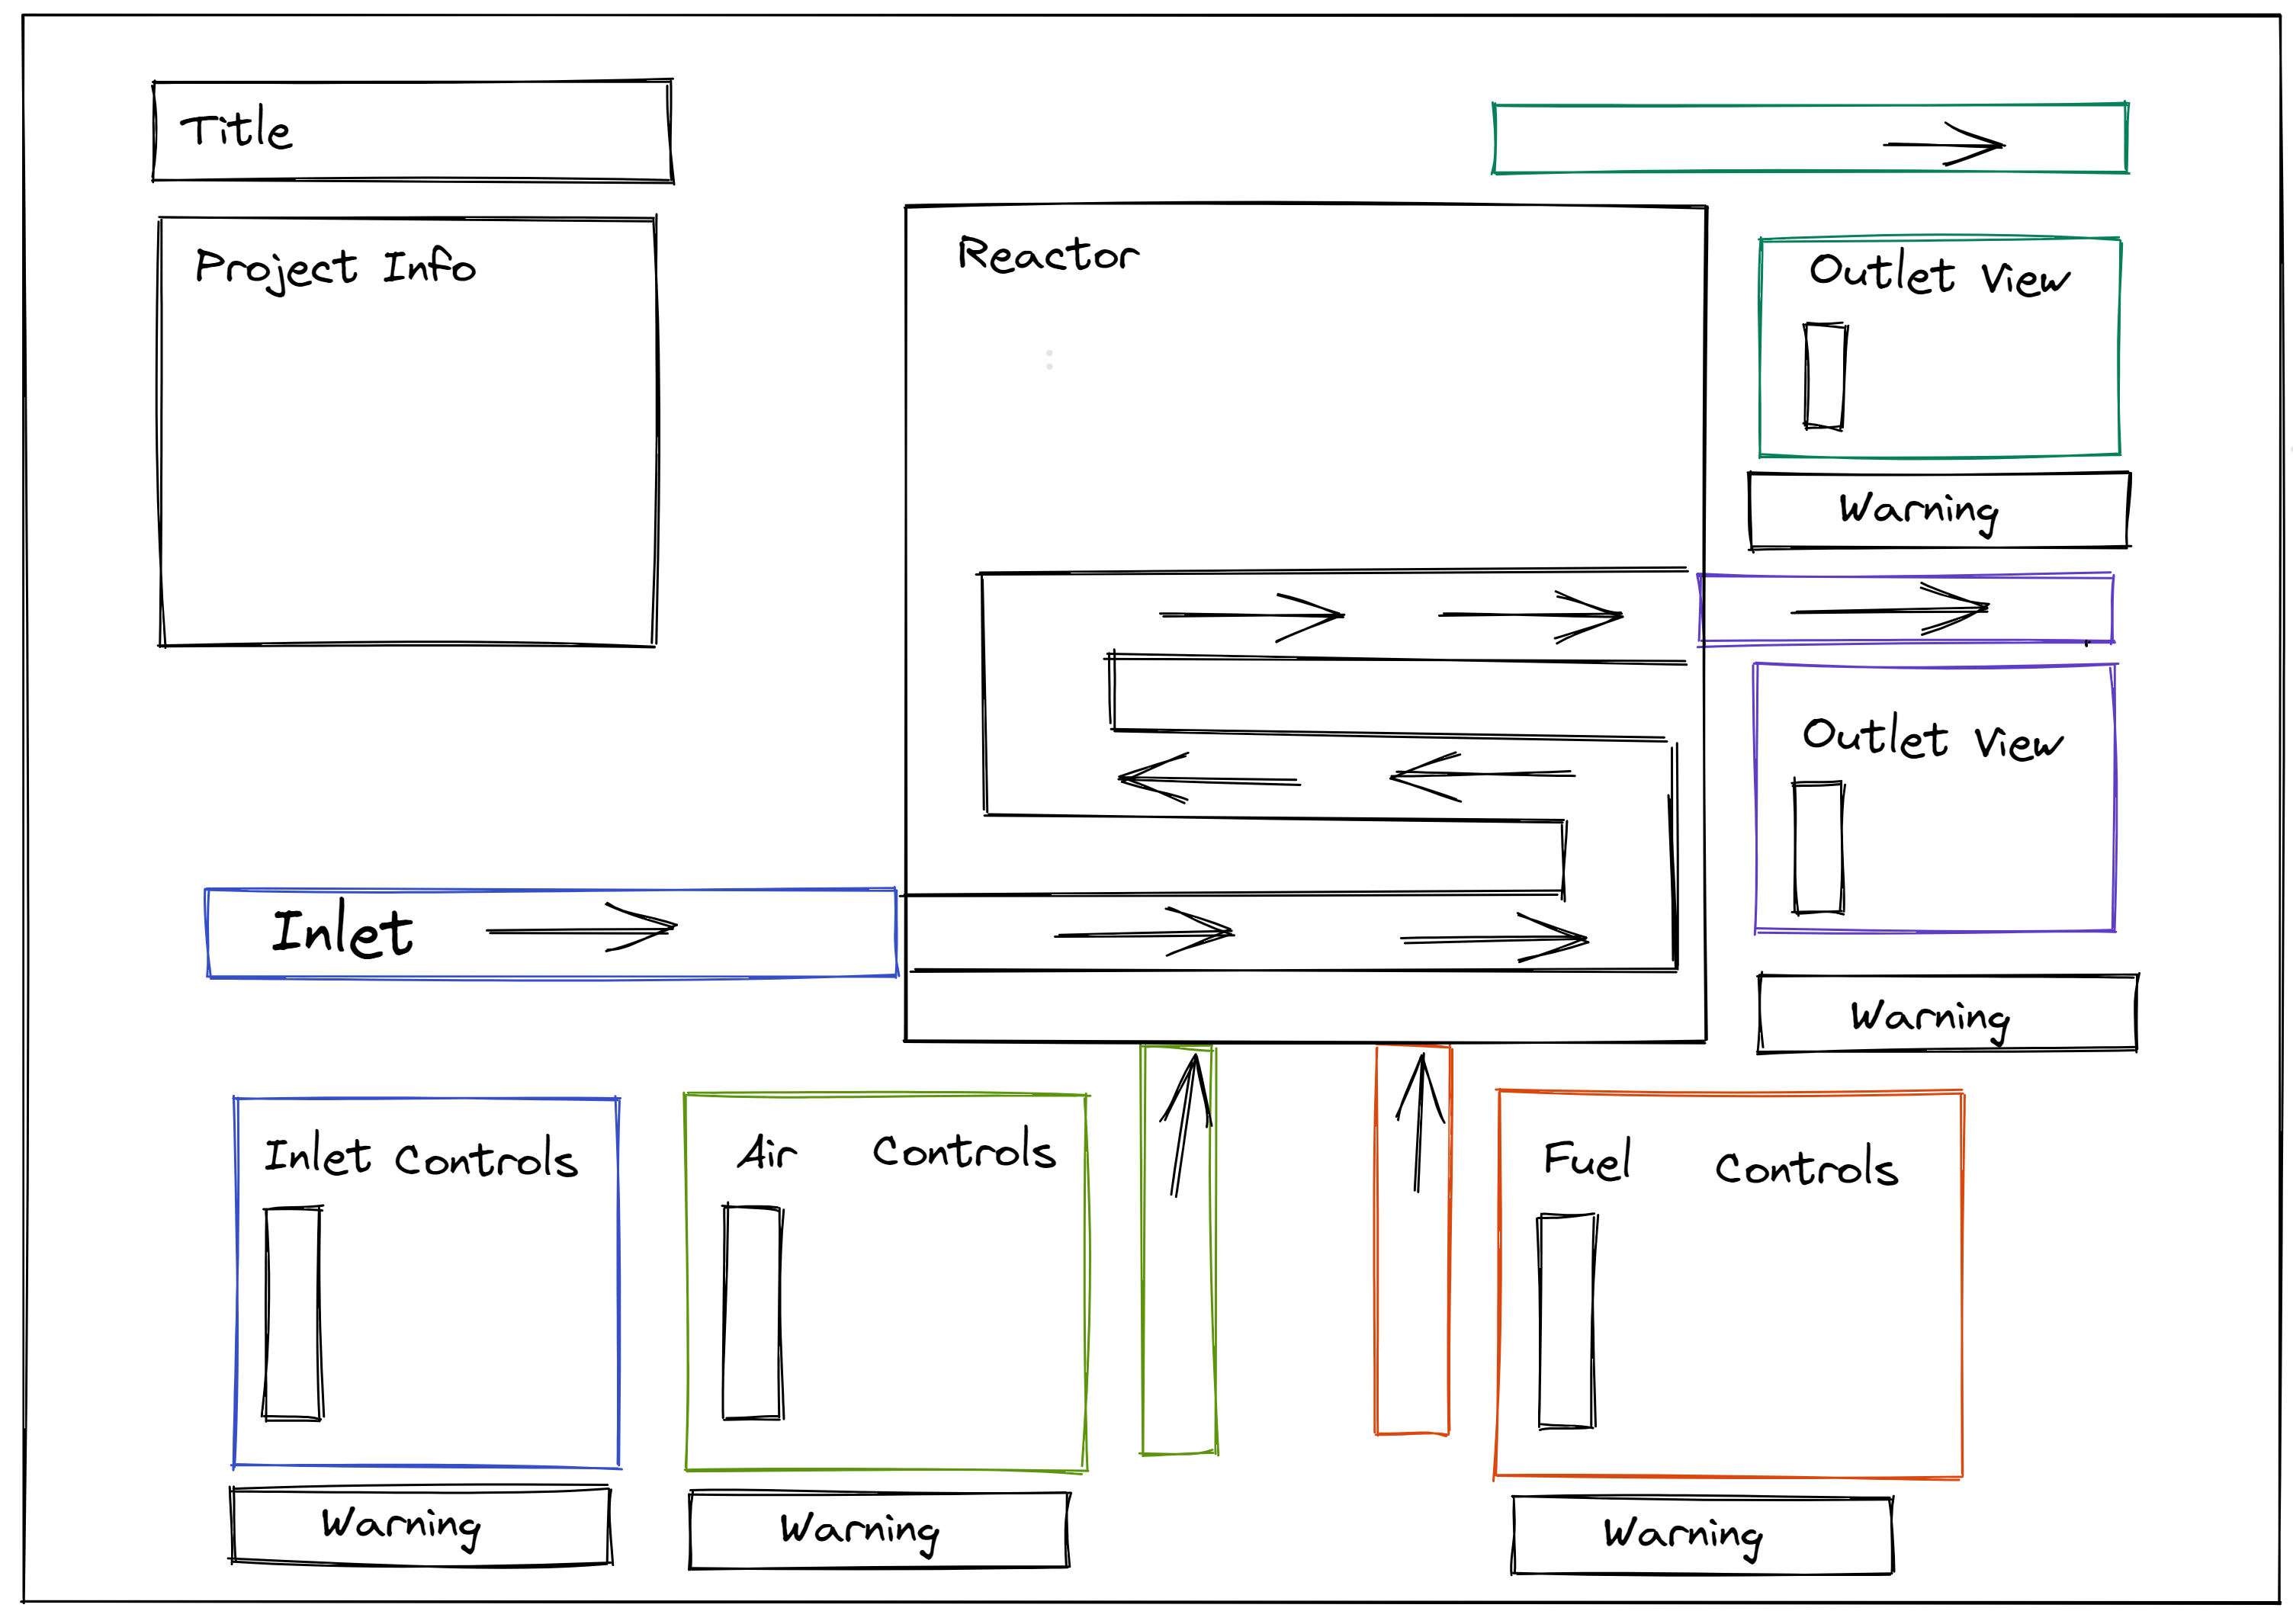 Title
Project Info
Reactor
Outlet View
Warning
Outlet View
Warning
Inlet
Inlet Controls
Air Controls
Fuel Controls
Warning
Warning
Warning